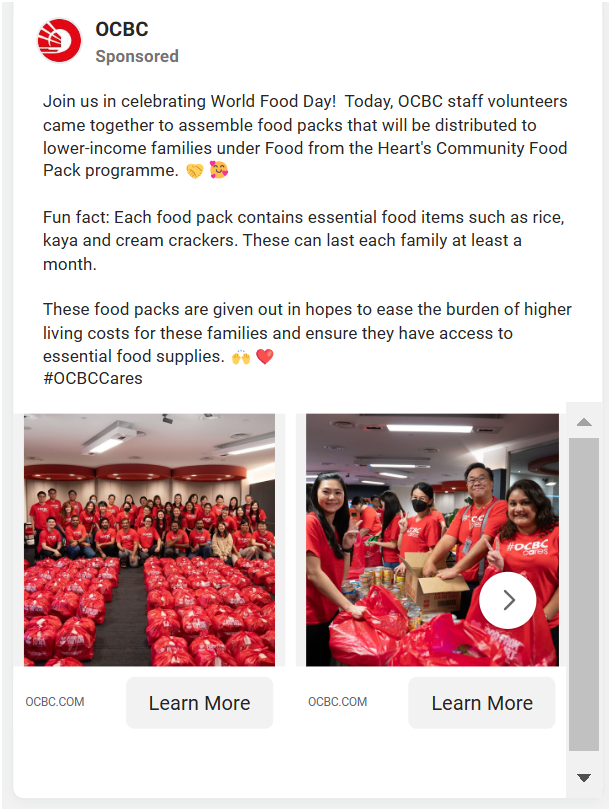 OCBC
Sponsored
Join us in celebrating World Food Day!  Today, OCBC staff volunteers
came together to assemble food packs that will be distributed to
lower-income families under Food from the Heart's Community Food
Pack programme. 🤝 🥰
Fun fact: Each food pack contains essential food items such as rice,
kaya and cream crackers. These can last each family at least a
month.
These food packs are given out in hopes to ease the burden of higher
living costs for these families and ensure they have access to
essential food supplies. 🙌 ❤️
#OCBCCares
#OCBC
cares
OCBC.COM
Learn More
OCBC.COM
Learn More